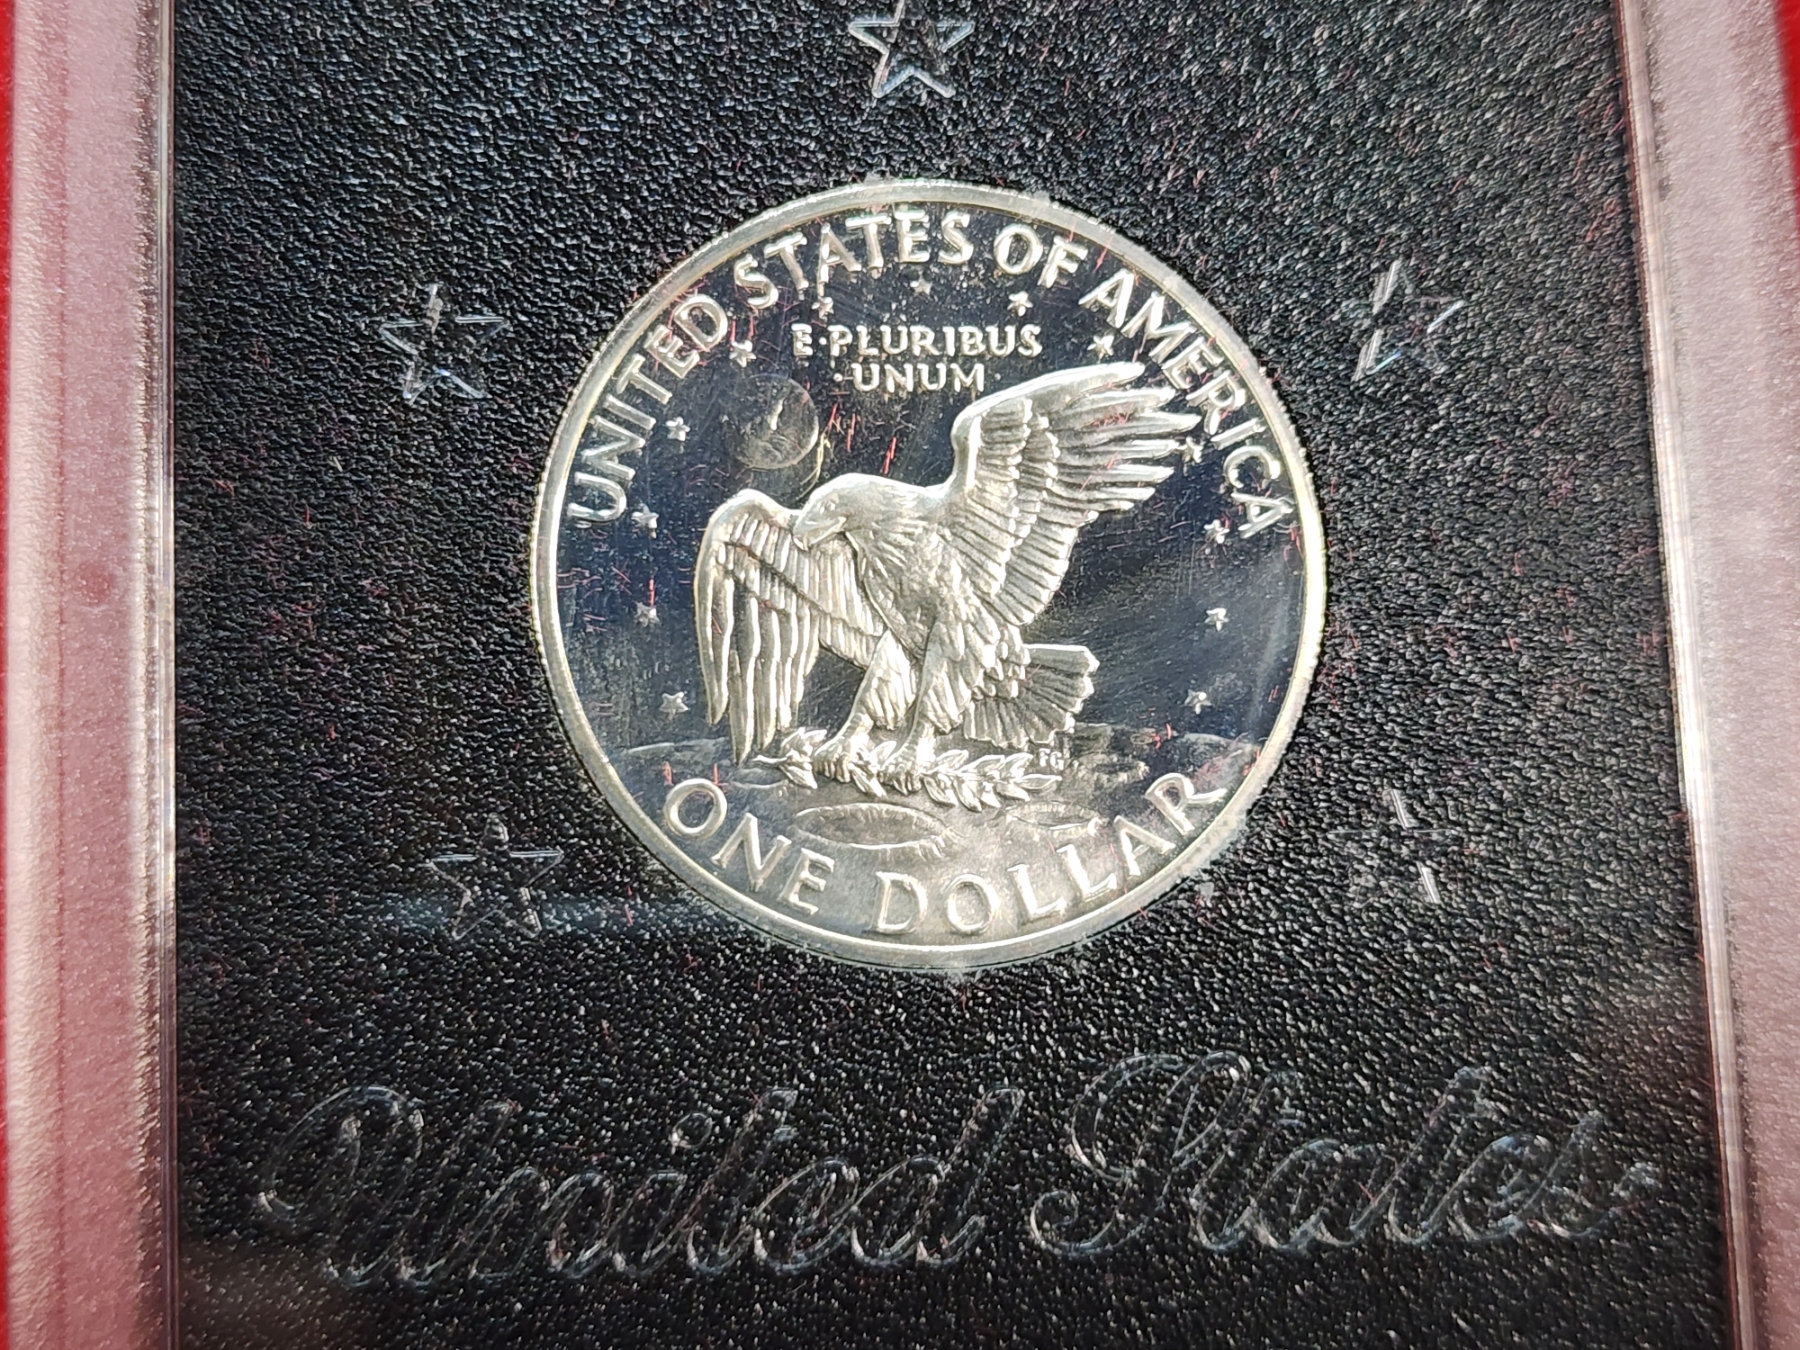 UNITED STATES OF AMERICA
E·PLURIBUS
·UNUM·
FG
ONE DOLLAR
United States